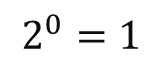 2⁰ = 1